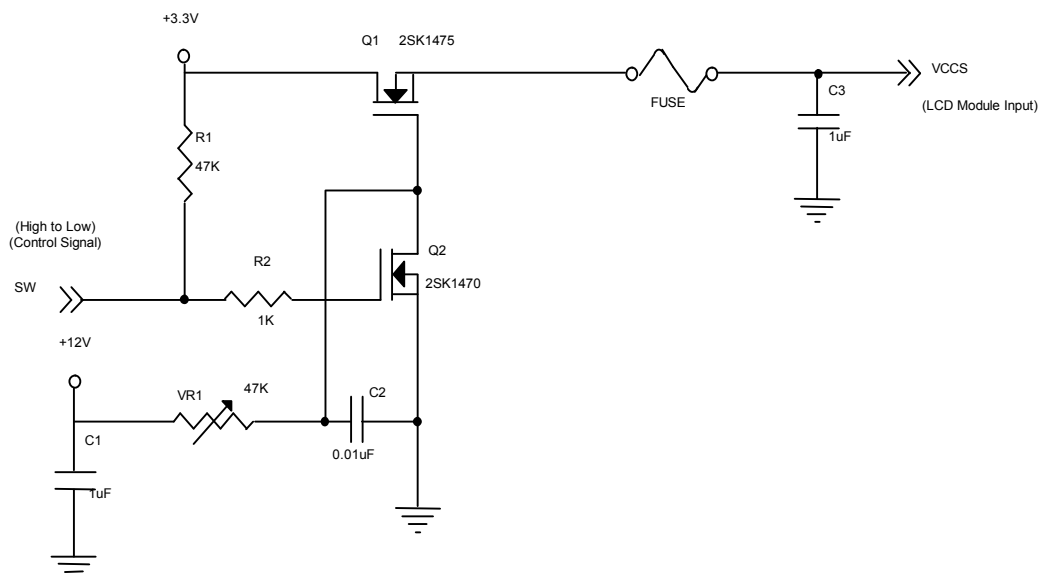 +3.3V
Q1 2SK1475
VCCS
(LCD Module Input)
FUSE
C3
1uF
R1
47K
(High to Low)
(Control Signal)
SW
R2
1K
Q2
2SK1470
+12V
VR1
47K
C2
0.01uF
C1
1uF